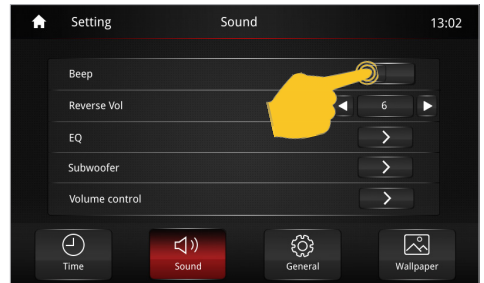 Setting Sound 13:02
Beep
Reverse Vol 6
EQ
Subwoofer
Volume control
Time Sound General Wallpaper